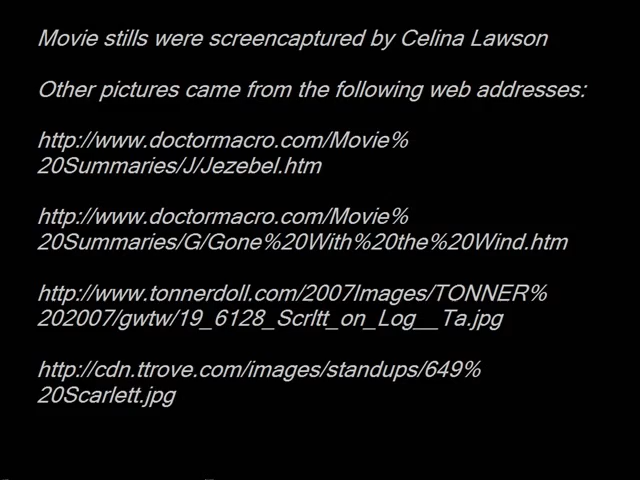 Movie stills were screencaptured by Celina Lawson
Other pictures came from the following web addresses:
http://www.doctormacro.com/Movie%
20Summaries/J/Jezebel.htm
http://www.doctormacro.com/Movie%
20Summaries/G/Gone%20With%20the%20Wind.htm
http://www.tonnerdoll.com/2007Images/TONNER%
202007/gwtw/19_6128_Scrltt_on_Log__Ta.jpg
http://cdn.ttrove.com/images/standups/649%
20Scarlett.jpg